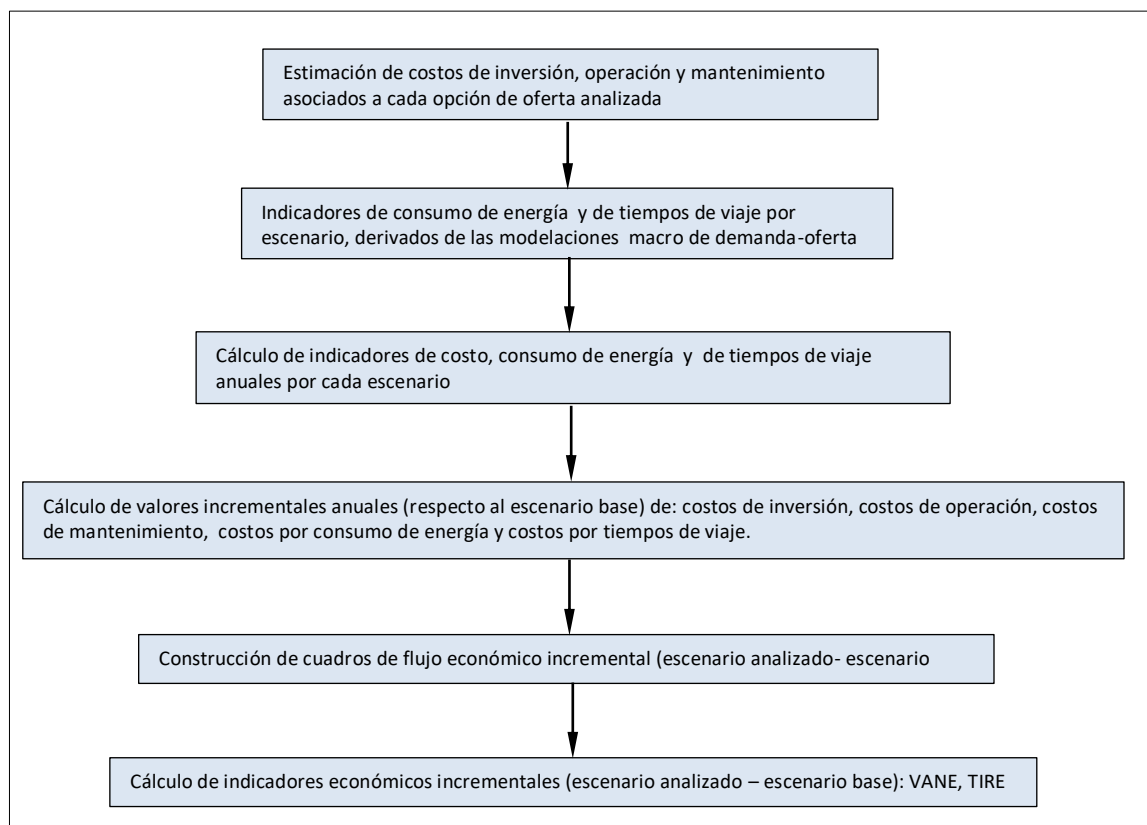 Estimación de costos de inversión, operación y mantenimiento
asociados a cada opción de oferta analizada
Indicadores de consumo de energía y de tiempos de viaje por
escenario, derivados de las modelaciones macro de demanda-oferta
Cálculo de indicadores de costo, consumo de energía y de tiempos de viaje
anuales por cada escenario
Cálculo de valores incrementales anuales (respecto al escenario base) de: costos de inversión, costos de operación, costos
de mantenimiento, costos por consumo de energía y costos por tiempos de viaje.
Construcción de cuadros de flujo económico incremental (escenario analizado- escenario
Cálculo de indicadores económicos incrementales (escenario analizado – escenario base): VANE, TIRE